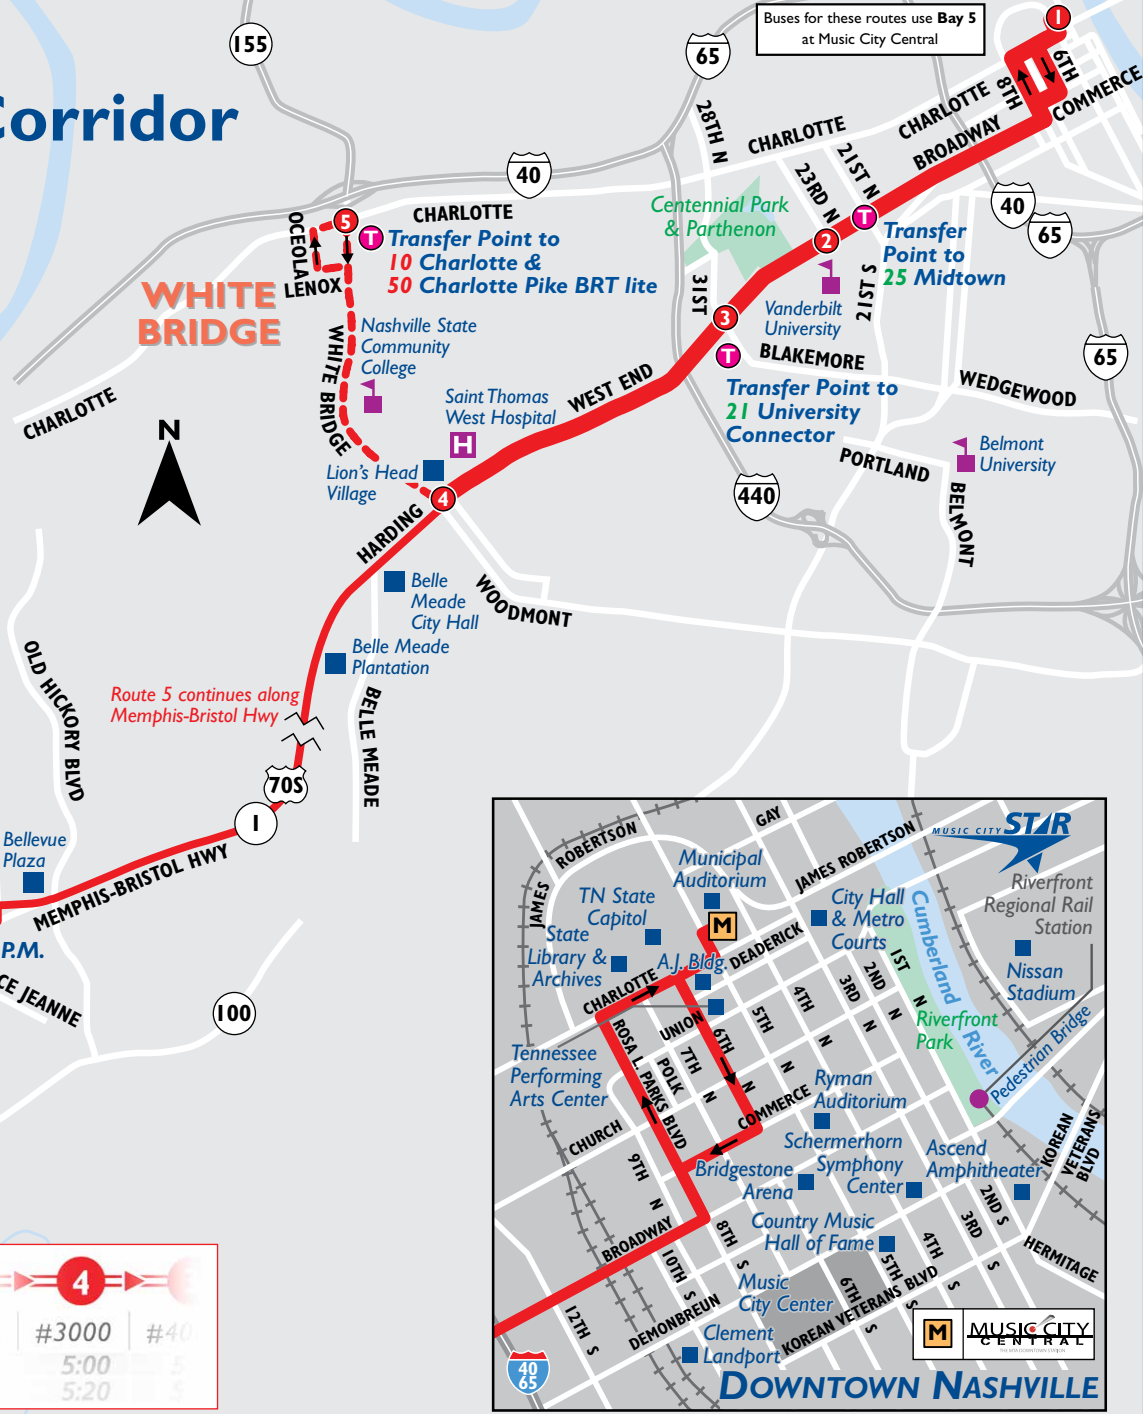 Buses for these routes use Bay 5
at Music City Central
155
65
1
6TH
8TH
COMMERCE
Corridor
28TH N
CHARLOTTE
CHARLOTTE
BROADWAY
40
21ST N
23RD N
40
65
Centennial Park
& Parthenon
OCEOLA
5
CHARLOTTE
T
Transfer Point to
10 Charlotte &
50 Charlotte Pike BRT lite
LENOX
WHITE
BRIDGE
T
2
Transfer
Point to
25 Midtown
31ST
21ST S
Vanderbilt
University
3
T
BLAKEMORE
65
WEDGEWOOD
Nashville State
Community
College
WHITE BRIDGE
WEST END
CHARLOTTE
N
Saint Thomas
West Hospital
H
Transfer Point to
21 University
Connector
Belmont
University
PORTLAND
BELMONT
Lion's Head
Village
4
440
HARDING
WOODMONT
Belle
Meade
City Hall
Belle Meade
Plantation
OLD HICKORY BLVD
BELLE MEADE
Route 5 continues along
Memphis-Bristol Hwy
70S
1
Bellevue
Plaza
MEMPHIS-BRISTOL HWY
P.M.
CE JEANNE
100
4
#3000
#40
5:00
5
5:20
5
GAY
JAMES ROBERTSON
JAMES ROBERTSON
MUSIC CITY STAR
Riverfront
Regional Rail
Station
Municipal
Auditorium
TN State
Capitol
City Hall
& Metro
Courts
M
State
Library &
Archives
A.J. Bldg.
DEADERICK
Cumberland River
Nissan
Stadium
CHARLOTTE
1ST N
2ND N
3RD N
4TH N
5TH N
6TH N
7TH N
UNION
POLK
ROSA L. PARKS BLVD
Riverfront
Park
Pedestrian Bridge
Tennessee
Performing
Arts Center
Ryman
Auditorium
COMMERCE
CHURCH
Schermerhorn
Symphony
Center
Ascend
Amphitheater
KOREAN
VETERANS
BLVD
Bridgestone
Arena
9TH N
2ND S
3RD S
4TH S
5TH S
6TH S
8TH S
10TH S
12TH S
Country Music
Hall of Fame
BROADWAY
HERMITAGE
Music
City Center
DEMONBREUN
KOREAN VETERANS BLVD
Clement
Landport
40
65
M
MUSIC CITY
CENTRAL
DOWNTOWN NASHVILLE